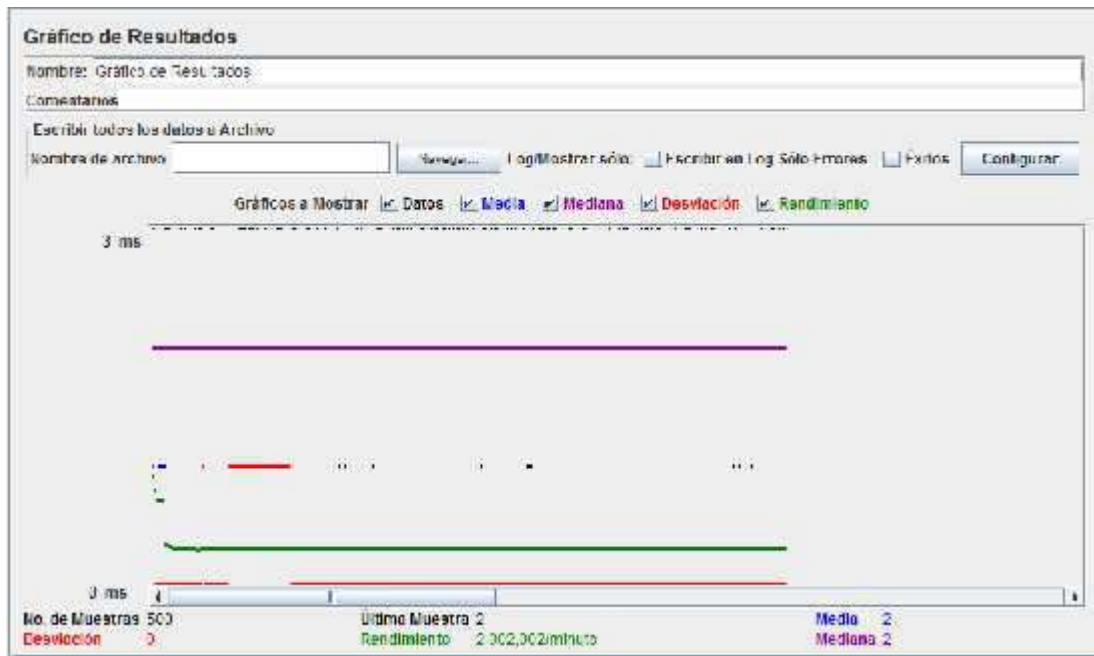 Gráfico de Resultados
Nombre: Gráfico de Resultados
Comentarios
Escribir todos los datos a Archivo
Nombre de archivo Navegar... Log/Mostrar sólo: Escribir en Log Sólo Errores Éxitos Configurar
Gráficos a Mostrar Datos Media Mediana Desviación Rendimiento
3 ms
0 ms
No. de Muestras 500 Última Muestra 2 Media 2
Desviación 0 Rendimiento 2.002,002/minuto Mediana 2